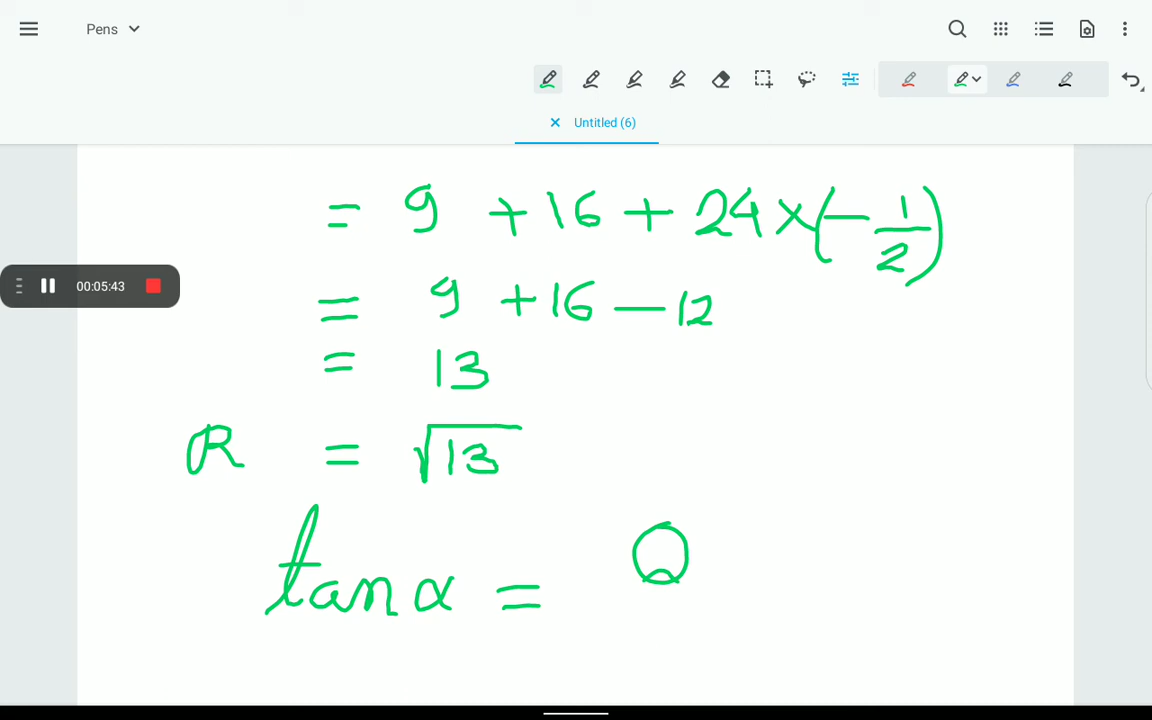 Pens
Untitled (6)
= 9 + 16 + 24 × (- 1/2)
00:05:43
= 9 + 16 - 12
= 13
R = √13
tan α = Q